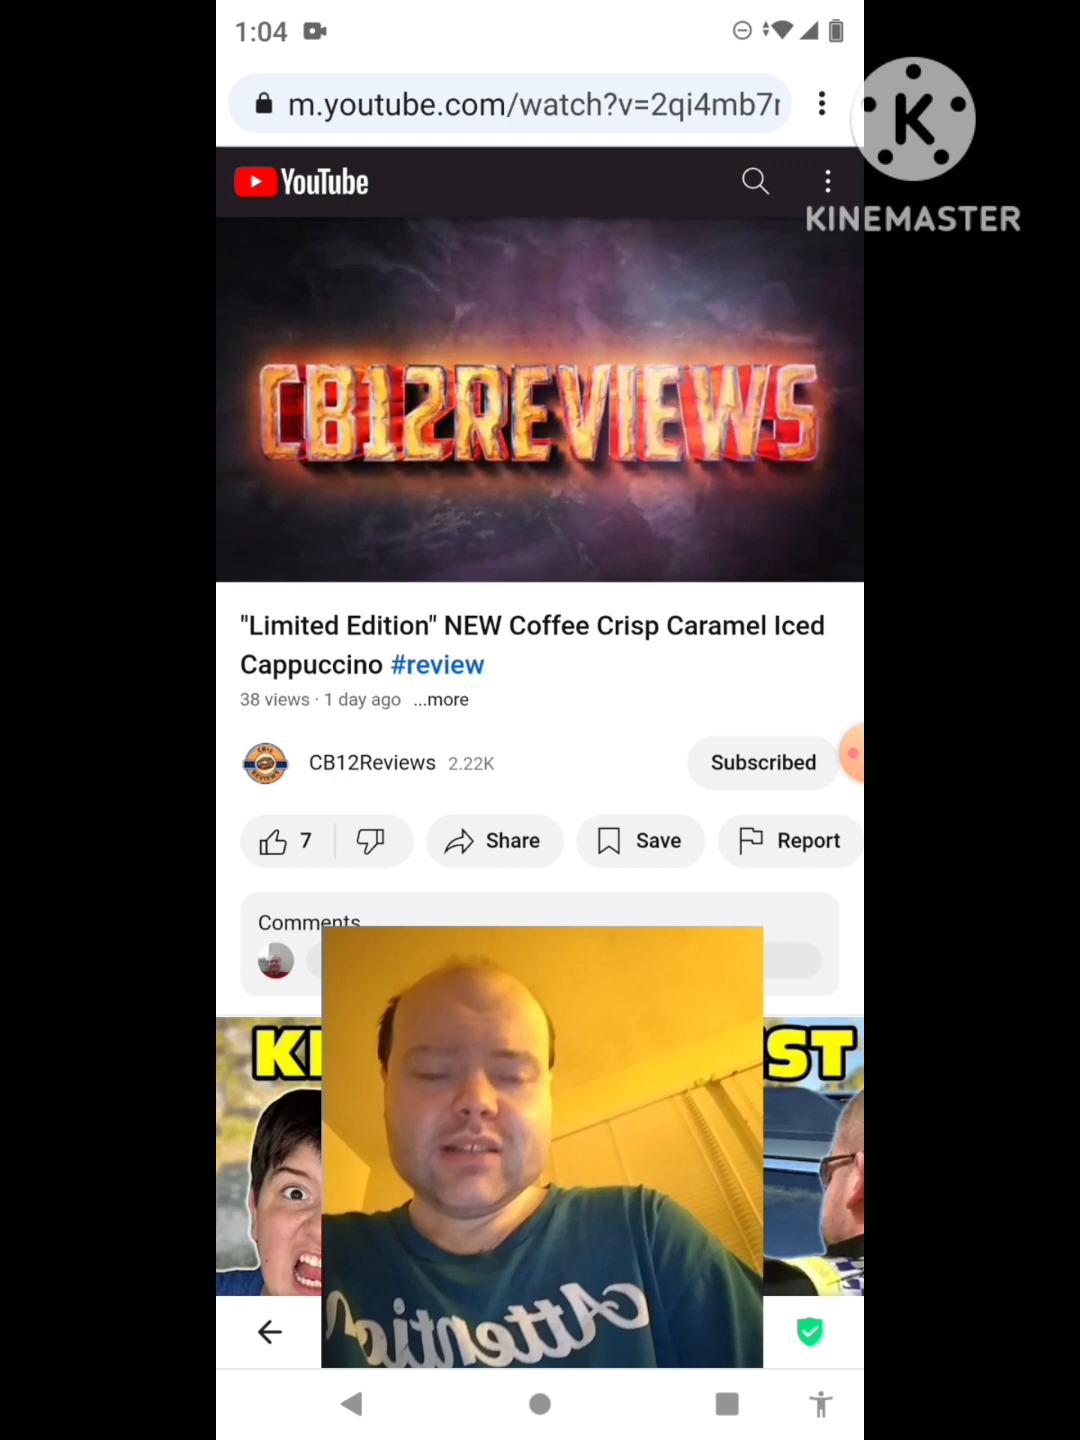 1:04
m.youtube.com/watch?v=2qi4mb7r
K
KINEMASTER
YouTube
CB12REVIEWS
"Limited Edition" NEW Coffee Crisp Caramel Iced
Cappuccino #review
38 views · 1 day ago ...more
CB12Reviews 2.22K
Subscribed
7
Share
Save
Report
Comments
KI
ST
Attentio